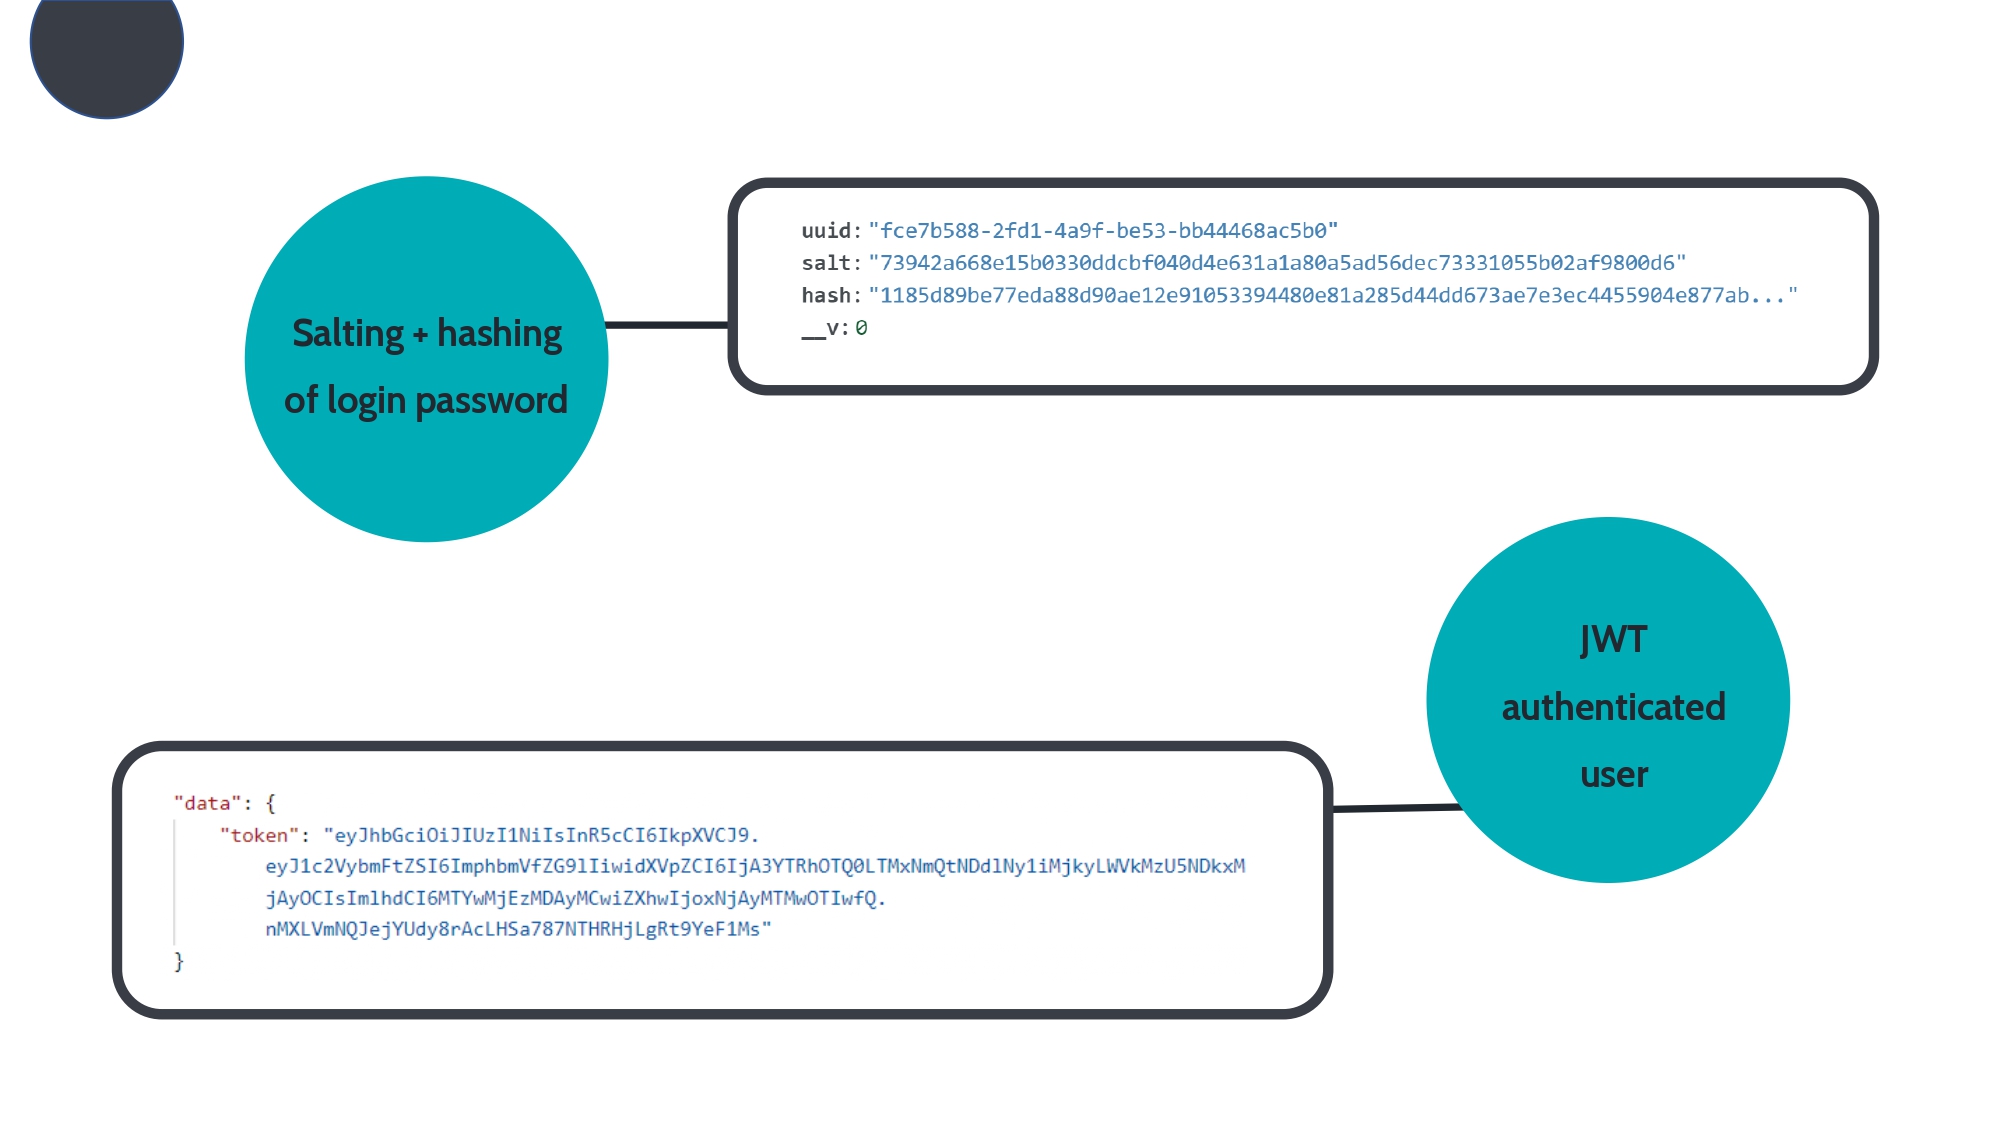 Salting + hashing
of login password
uuid: "fce7b588-2fd1-4a9f-be53-bb44468ac5b0"
salt: "73942a668e15b0330ddcbf040d4e631a1a80a5ad56dec73331055b02af9800d6"
hash: "1185d89be77eda88d90ae12e91053394480e81a285d44dd673ae7e3ec4455904e877ab..."
__v: 0
JWT
authenticated
user
"data": {
"token": "eyJhbGciOiJIUzI1NiIsInR5cCI6IkpXVCJ9.
eyJ1c2VybmFtZSI6ImphbmVfZG9lIiwidXVpZCI6IjA3YTRhOTQ0LTMxNmQtNDdlNy1iMjkyLWVkMzU5NDkxM
jAyOCIsImlhdCI6MTYwMjEzMDAyMCwiZXhwIjoxNjAyMTMwOTIwfQ.
nMXLVmNQJejYUdy8rAcLHSa787NTHRHjLgRt9YeF1Ms"
}